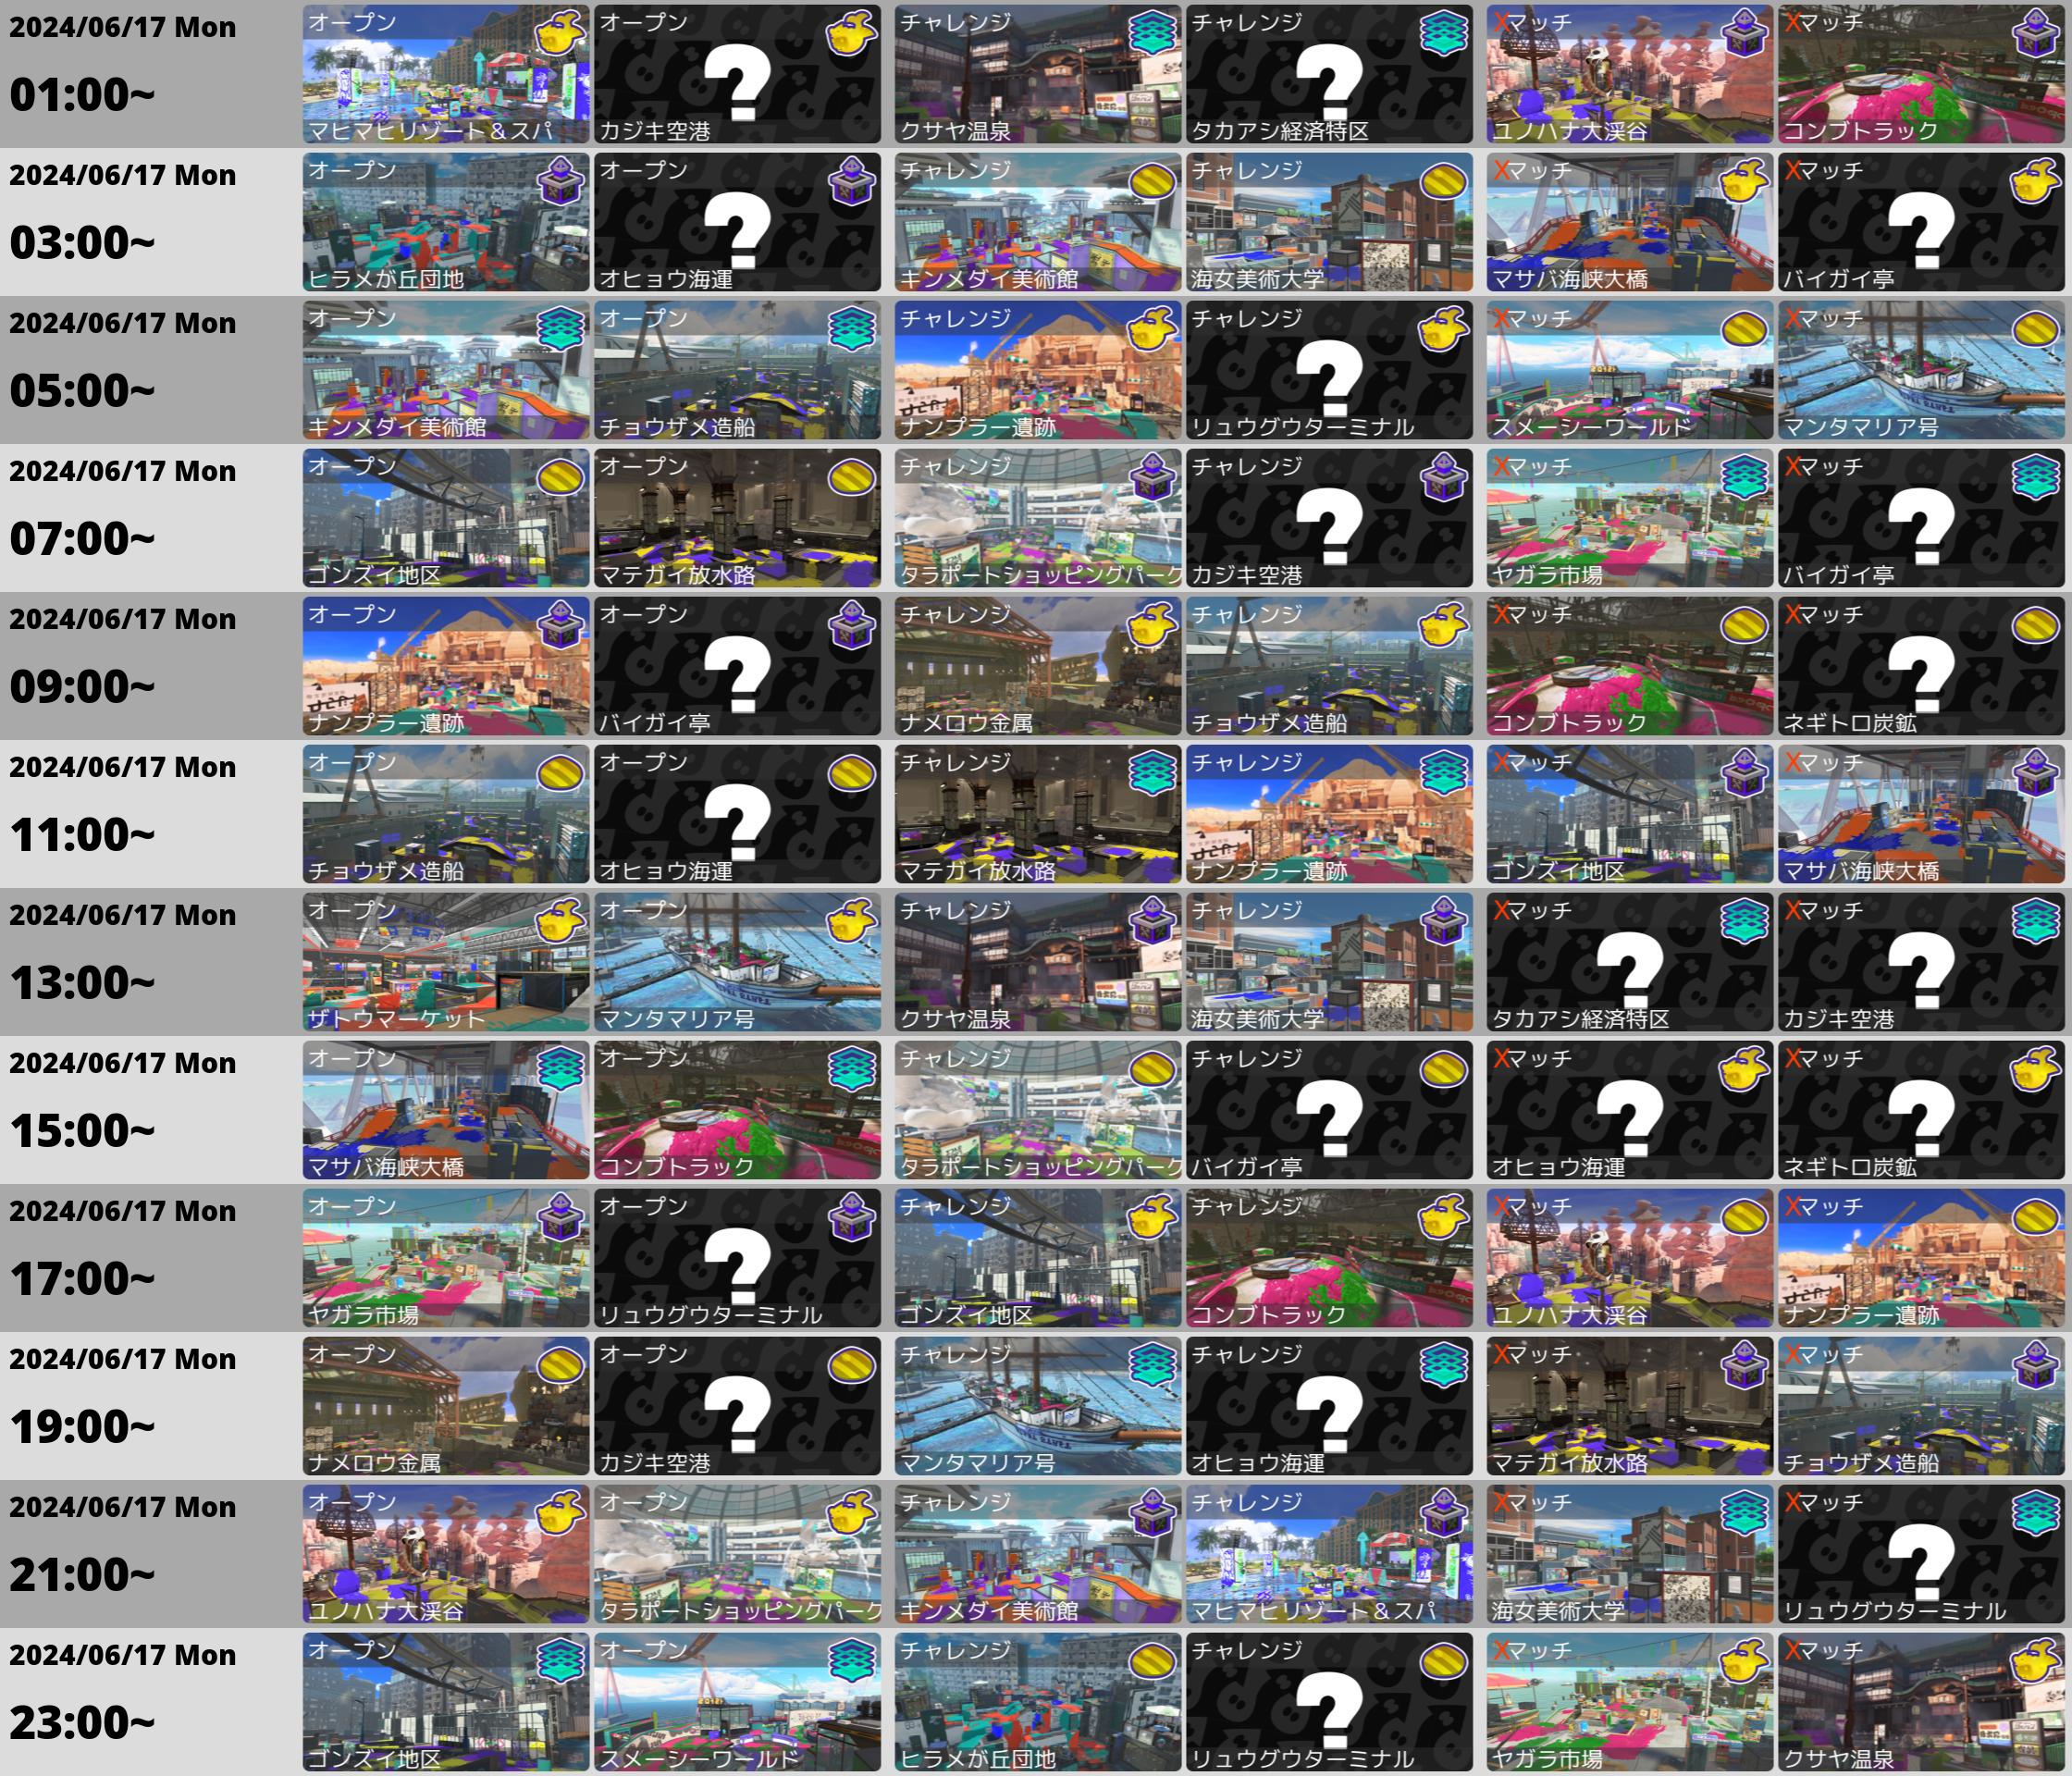 2024/06/17 Mon
01:00~
オープン
マヒマヒリゾート＆スパ
オープン
カジキ空港
チャレンジ
クサヤ温泉
チャレンジ
タカアシ経済特区
Xマッチ
ユノハナ大渓谷
Xマッチ
コンブトラック
2024/06/17 Mon
03:00~
オープン
ヒラメが丘団地
オープン
オヒョウ海運
チャレンジ
キンメダイ美術館
チャレンジ
海女美術大学
Xマッチ
マサバ海峡大橋
Xマッチ
バイガイ亭
2024/06/17 Mon
05:00~
オープン
キンメダイ美術館
オープン
チョウザメ造船
チャレンジ
ナンプラー遺跡
チャレンジ
リュウグウターミナル
Xマッチ
スメーシーワールド
Xマッチ
マンタマリア号
2024/06/17 Mon
07:00~
オープン
ゴンズイ地区
オープン
マテガイ放水路
チャレンジ
タラポートショッピングパーク
チャレンジ
カジキ空港
Xマッチ
ヤガラ市場
Xマッチ
バイガイ亭
2024/06/17 Mon
09:00~
オープン
ナンプラー遺跡
オープン
バイガイ亭
チャレンジ
ナメロウ金属
チャレンジ
チョウザメ造船
Xマッチ
コンブトラック
Xマッチ
ネギトロ炭鉱
2024/06/17 Mon
11:00~
オープン
チョウザメ造船
オープン
オヒョウ海運
チャレンジ
マテガイ放水路
チャレンジ
ナンプラー遺跡
Xマッチ
ゴンズイ地区
Xマッチ
マサバ海峡大橋
2024/06/17 Mon
13:00~
オープン
ザトウマーケット
オープン
マンタマリア号
チャレンジ
クサヤ温泉
チャレンジ
海女美術大学
Xマッチ
タカアシ経済特区
Xマッチ
カジキ空港
2024/06/17 Mon
15:00~
オープン
マサバ海峡大橋
オープン
コンブトラック
チャレンジ
タラポートショッピングパーク
チャレンジ
バイガイ亭
Xマッチ
オヒョウ海運
Xマッチ
ネギトロ炭鉱
2024/06/17 Mon
17:00~
オープン
ヤガラ市場
オープン
リュウグウターミナル
チャレンジ
ゴンズイ地区
チャレンジ
コンブトラック
Xマッチ
ユノハナ大渓谷
Xマッチ
ナンプラー遺跡
2024/06/17 Mon
19:00~
オープン
ナメロウ金属
オープン
カジキ空港
チャレンジ
マンタマリア号
チャレンジ
オヒョウ海運
Xマッチ
マテガイ放水路
Xマッチ
チョウザメ造船
2024/06/17 Mon
21:00~
オープン
ユノハナ大渓谷
オープン
タラポートショッピングパーク
チャレンジ
キンメダイ美術館
チャレンジ
マヒマヒリゾート＆スパ
Xマッチ
海女美術大学
Xマッチ
リュウグウターミナル
2024/06/17 Mon
23:00~
オープン
ゴンズイ地区
オープン
スメーシーワールド
チャレンジ
ヒラメが丘団地
チャレンジ
リュウグウターミナル
Xマッチ
ヤガラ市場
Xマッチ
クサヤ温泉